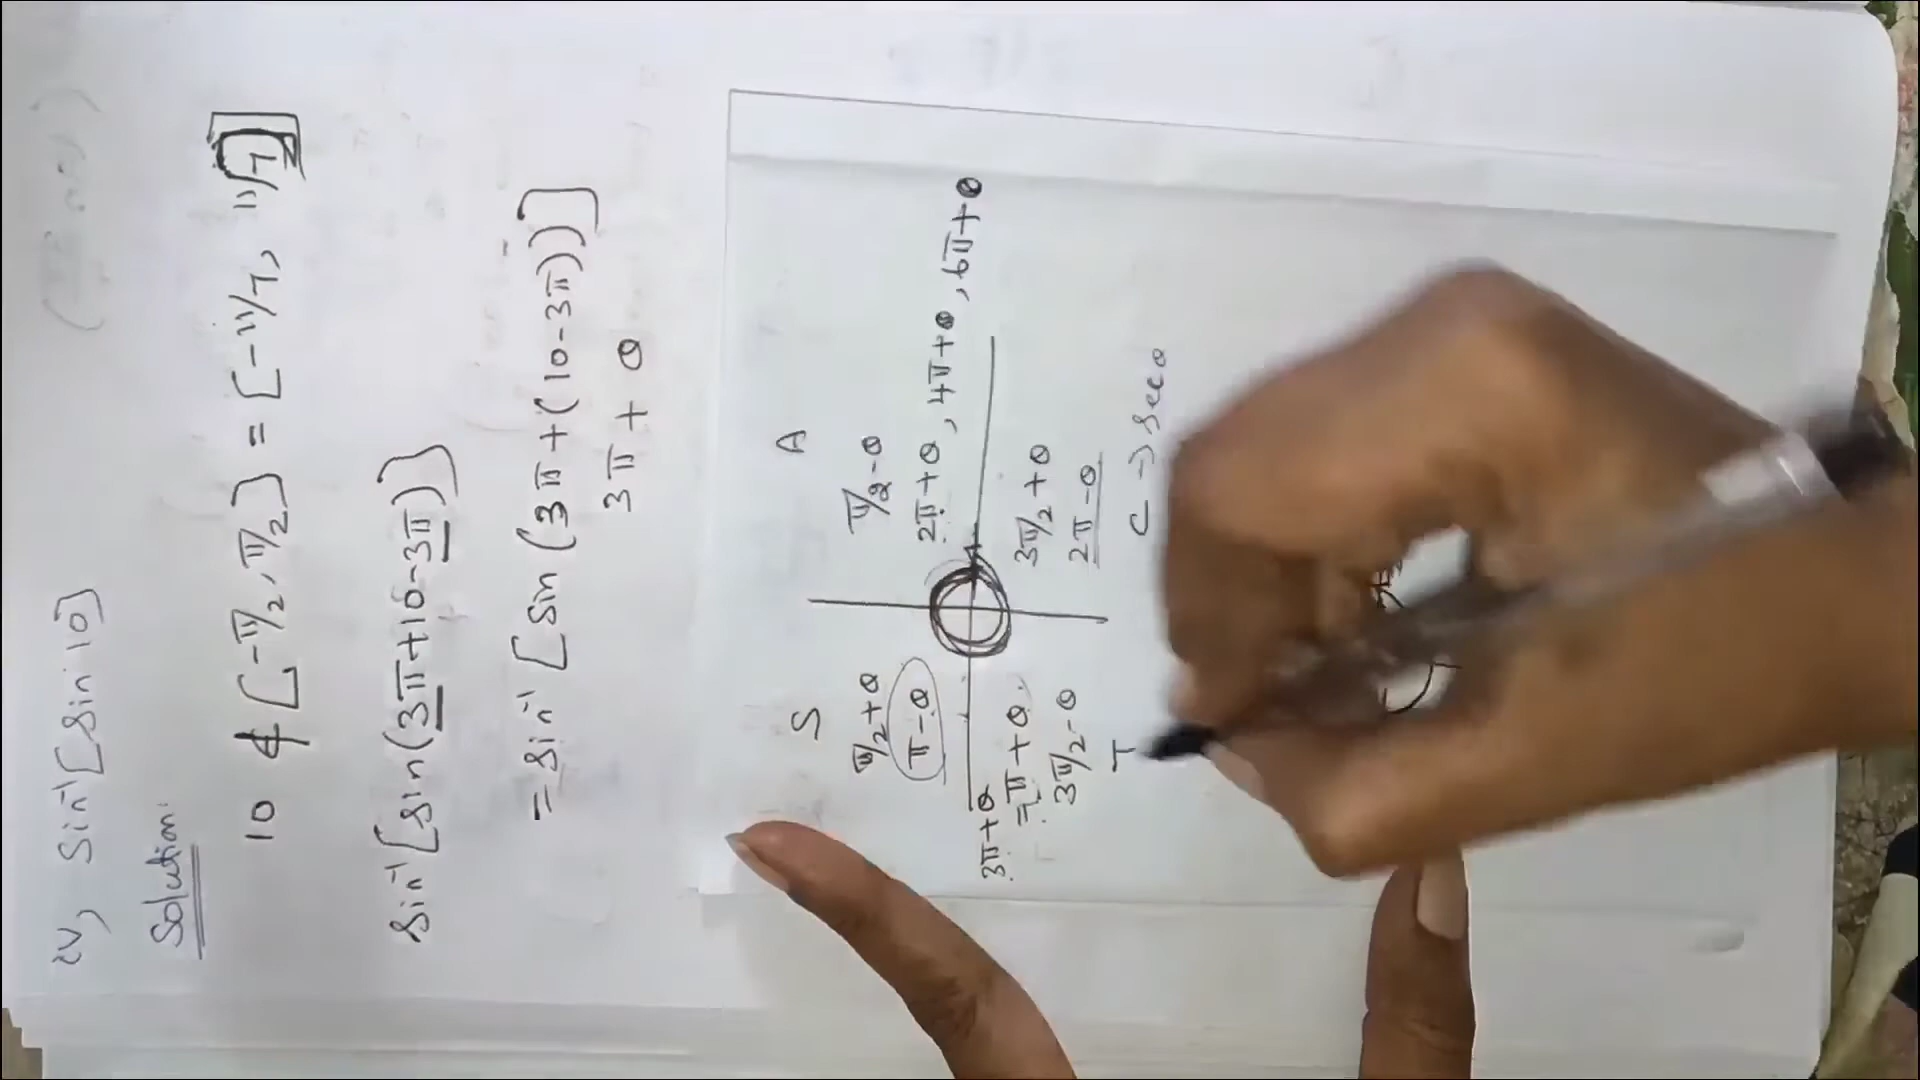 iv, Sin⁻¹[Sin 10]
Solution:
10 ∉ [-π/2, π/2] = [-11/7, 11/7]
Sin⁻¹[Sin(3π+10-3π)]
= Sin⁻¹[Sin(3π+(10-3π))]
3π + θ
S A
π/2+θ π/2-θ
π-θ 2π+θ, 4π+θ, 6π+θ
3π+θ
=π+θ. 3π/2+θ
3π/2-θ 2π-θ
T C → sec θ